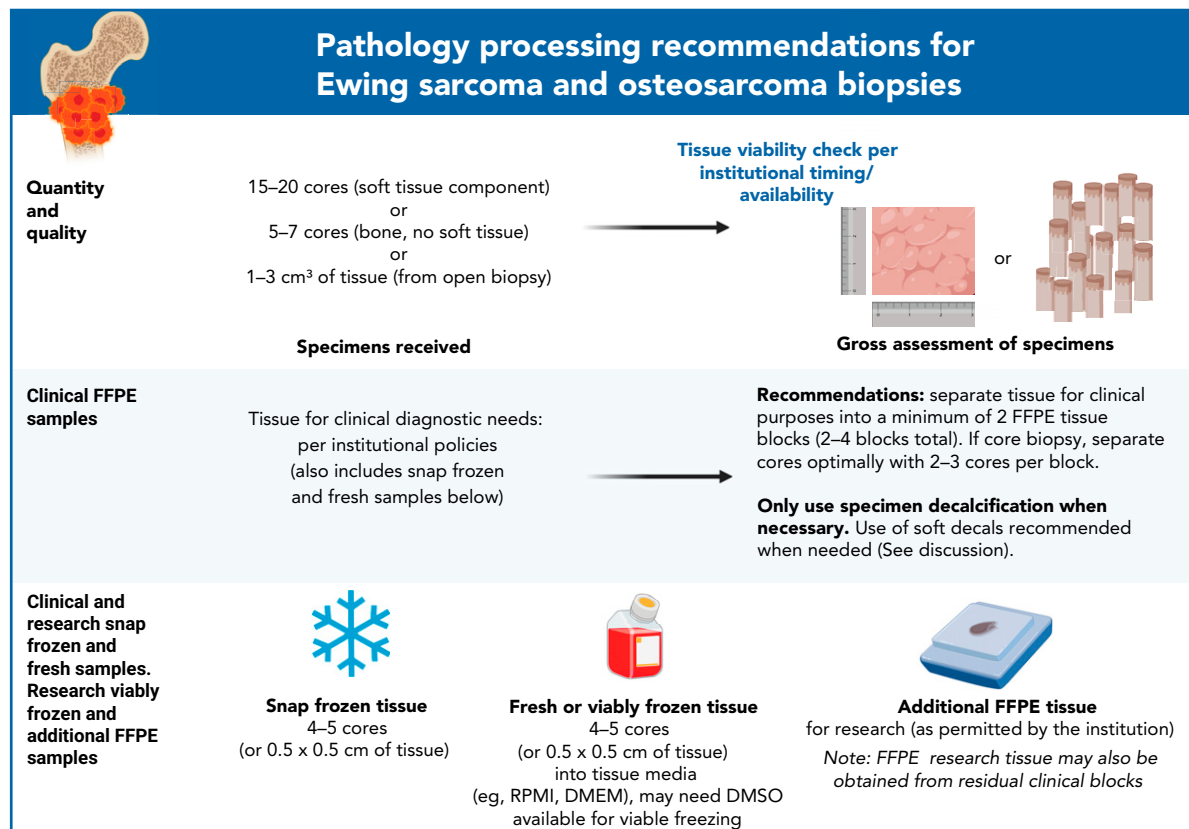 Pathology processing recommendations for
Ewing sarcoma and osteosarcoma biopsies
Quantity
and
quality
15–20 cores (soft tissue component)
or
5–7 cores (bone, no soft tissue)
or
1–3 cm³ of tissue (from open biopsy)
Specimens received
Tissue viability check per
institutional timing/
availability
or
Gross assessment of specimens
Clinical FFPE
samples
Tissue for clinical diagnostic needs:
per institutional policies
(also includes snap frozen
and fresh samples below)
Recommendations: separate tissue for clinical
purposes into a minimum of 2 FFPE tissue
blocks (2–4 blocks total). If core biopsy, separate
cores optimally with 2–3 cores per block.
Only use specimen decalcification when
necessary. Use of soft decals recommended
when needed (See discussion).
Clinical and
research snap
frozen and
fresh samples.
Research viably
frozen and
additional FFPE
samples
Snap frozen tissue
4–5 cores
(or 0.5 x 0.5 cm of tissue)
Fresh or viably frozen tissue
4–5 cores
(or 0.5 x 0.5 cm of tissue)
into tissue media
(eg, RPMI, DMEM), may need DMSO
available for viable freezing
Additional FFPE tissue
for research (as permitted by the institution)
Note: FFPE research tissue may also be
obtained from residual clinical blocks